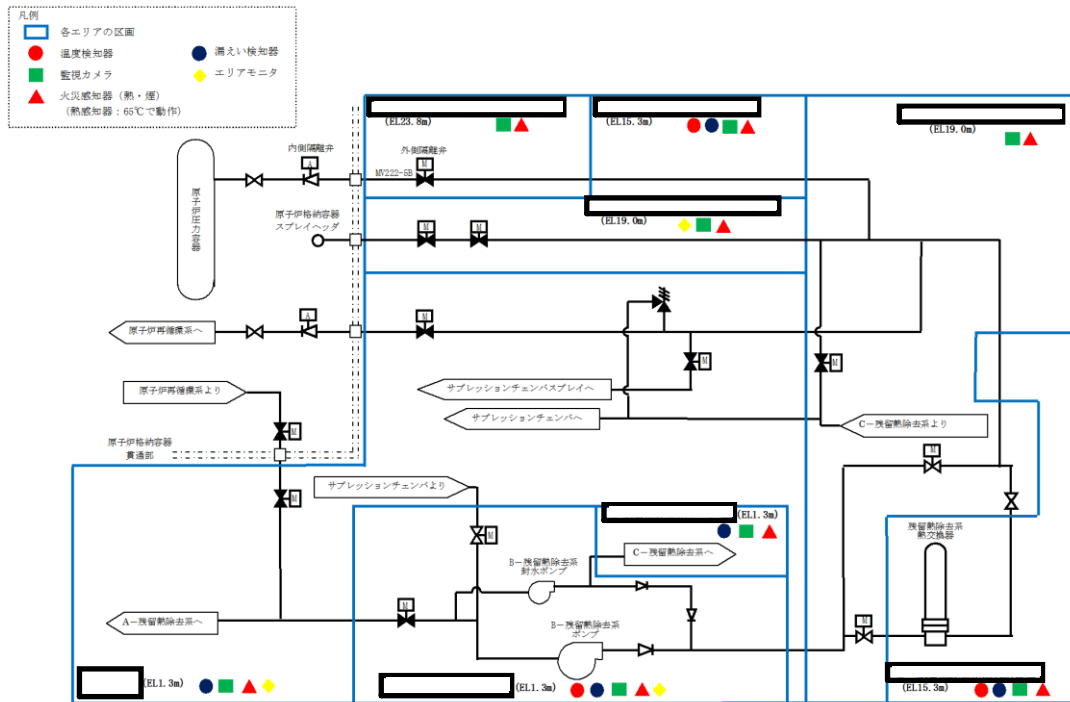 凡例
各エリアの区画
温度検知器
漏えい検知器
監視カメラ
エリアモニタ
火災感知器（熱・煙）
（熱感知器：65℃で動作）
(EL23.8m)
(EL15.3m)
(EL19.0m)
内側隔離弁
外側隔離弁
A
M
MV222-5B
原子炉圧力容器
原子炉格納容器
スプレイヘッダ
(EL19.0m)
M
M
原子炉再循環系へ
A
M
M
M
サプレッションチェンバスプレイへ
サプレッションチェンバへ
C－残留熱除去系より
原子炉再循環系より
M
原子炉格納容器
貫通部
M
M
サプレッションチェンバより
M
(EL1.3m)
残留熱除去系
熱交換器
B－残留熱除去系
封水ポンプ
C－残留熱除去系へ
A－残留熱除去系へ
M
B－残留熱除去系
ポンプ
M
(EL1.3m)
(EL1.3m)
(EL15.3m)